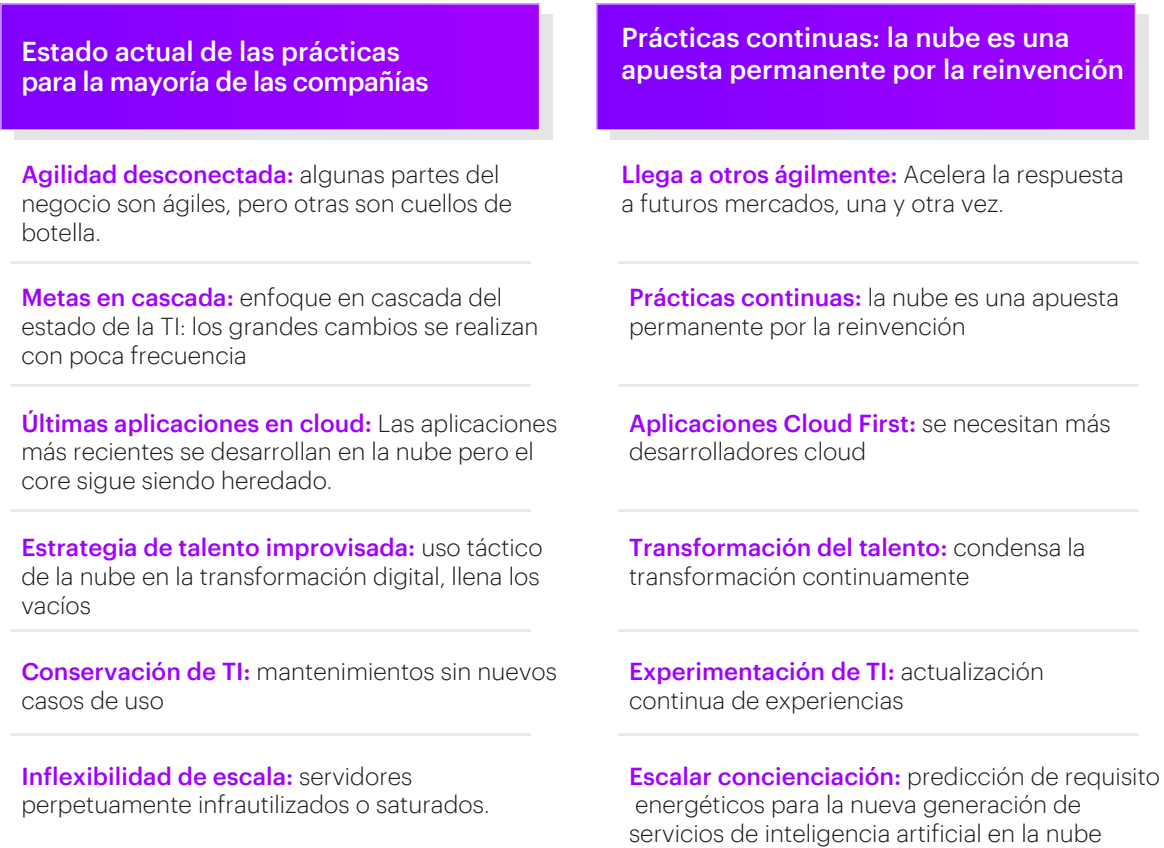 Estado actual de las prácticas
para la mayoría de las compañías
Prácticas continuas: la nube es una
apuesta permanente por la reinvención
Agilidad desconectada: algunas partes del
negocio son ágiles, pero otras son cuellos de
botella.
Llega a otros ágilmente: Acelera la respuesta
a futuros mercados, una y otra vez.
Metas en cascada: enfoque en cascada del
estado de la TI: los grandes cambios se realizan
con poca frecuencia
Prácticas continuas: la nube es una apuesta
permanente por la reinvención
Últimas aplicaciones en cloud: Las aplicaciones
más recientes se desarrollan en la nube pero el
core sigue siendo heredado.
Aplicaciones Cloud First: se necesitan más
desarrolladores cloud
Estrategia de talento improvisada: uso táctico
de la nube en la transformación digital, llena los
vacíos
Transformación del talento: condensa la
transformación continuamente
Conservación de TI: mantenimientos sin nuevos
casos de uso
Experimentación de TI: actualización
continua de experiencias
Inflexibilidad de escala: servidores
perpetuamente infrautilizados o saturados.
Escalar concienciación: predicción de requisito
energéticos para la nueva generación de
servicios de inteligencia artificial en la nube